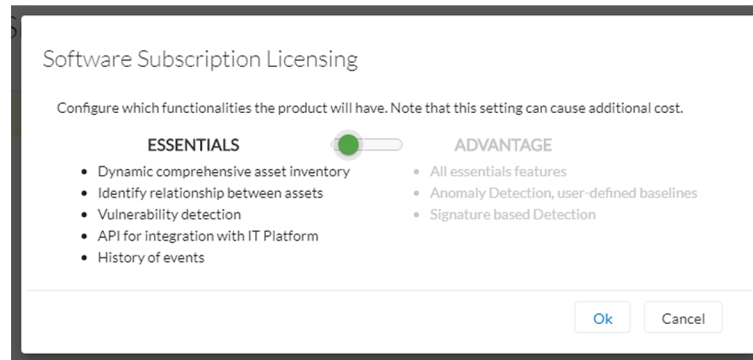 Software Subscription Licensing
Configure which functionalities the product will have. Note that this setting can cause additional cost.
ESSENTIALS
• Dynamic comprehensive asset inventory
• Identify relationship between assets
• Vulnerability detection
• API for integration with IT Platform
• History of events
ADVANTAGE
• All essentials features
• Anomaly Detection, user-defined baselines
• Signature based Detection
Ok
Cancel